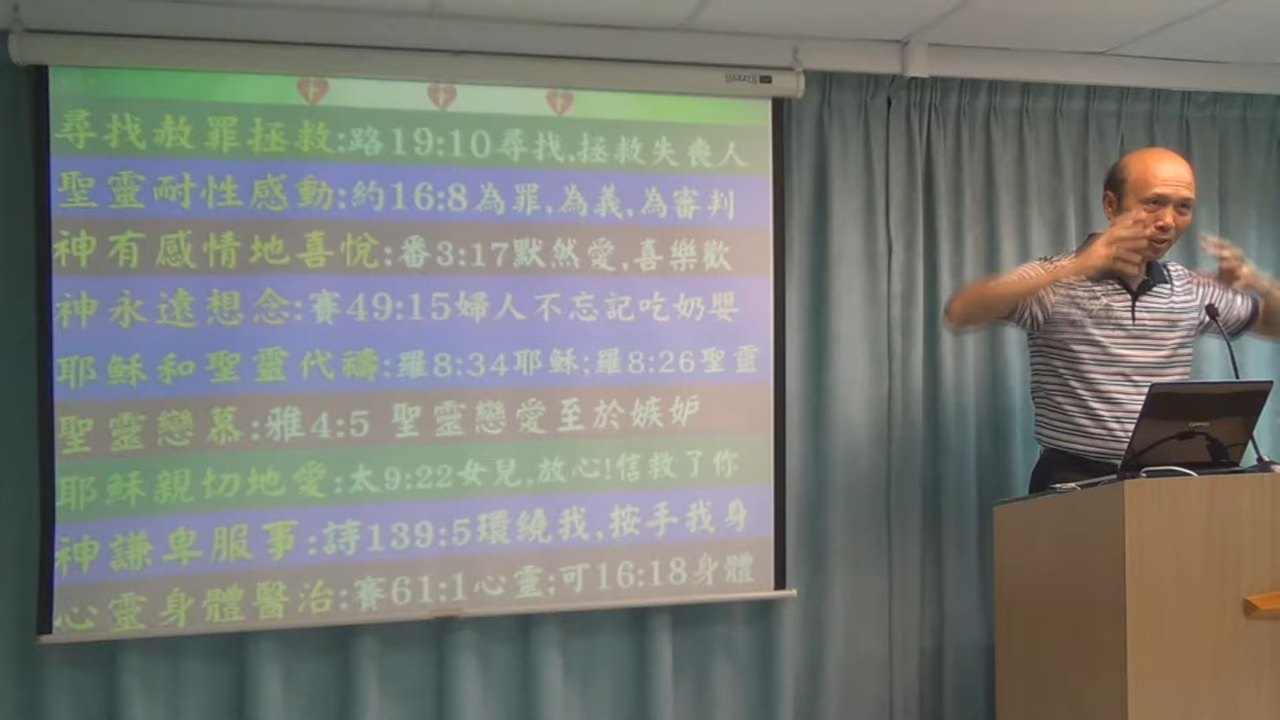 尋找赦罪拯救:路19:10尋找,拯救失喪人
聖靈耐性感動:約16:8為罪,為義,為審判
神有感情地喜悅:番3:17默然愛,喜樂歡
神永遠想念:賽49:15婦人不忘記吃奶嬰
耶穌和聖靈代禱:羅8:34耶穌;羅8:26聖靈
聖靈戀慕:雅4:5 聖靈戀愛至於嫉妒
耶穌親切地愛:太9:22女兒,放心!信救了你
神謙卑服事:詩139:5環繞我,按手我身
心靈身體醫治:賽61:1心靈;可16:18身體